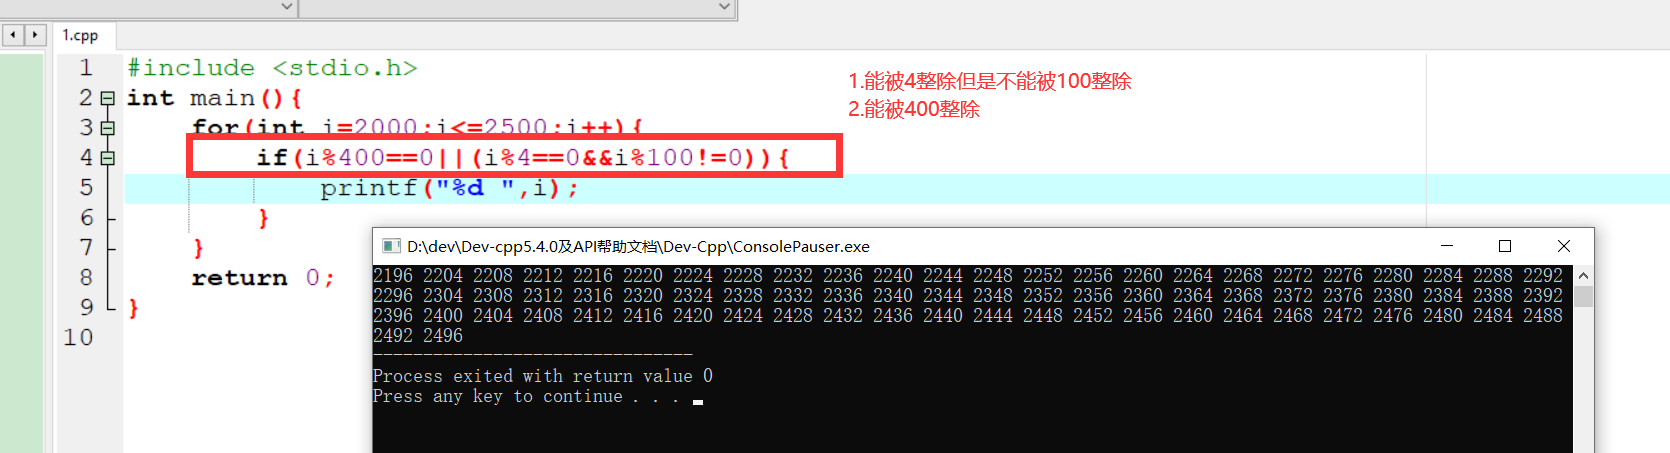 1.cpp
1 #include <stdio.h>
2 int main(){
3 for(int i=2000;i<=2500;i++){
4 if(i%400==0||(i%4==0&&i%100!=0)){
5 printf("%d ",i);
6 }
7 }
8 return 0;
9 }
10
1.能被4整除但是不能被100整除
2.能被400整除
D:\dev\Dev-cpp5.4.0及API帮助文档\Dev-Cpp\ConsolePauser.exe
2196 2204 2208 2212 2216 2220 2224 2228 2232 2236 2240 2244 2248 2252 2256 2260 2264 2268 2272 2276 2280 2284 2288 2292
2296 2304 2308 2312 2316 2320 2324 2328 2332 2336 2340 2344 2348 2352 2356 2360 2364 2368 2372 2376 2380 2384 2388 2392
2396 2400 2404 2408 2412 2416 2420 2424 2428 2432 2436 2440 2444 2448 2452 2456 2460 2464 2468 2472 2476 2480 2484 2488
2492 2496
--------------------------------
Process exited with return value 0
Press any key to continue . . .